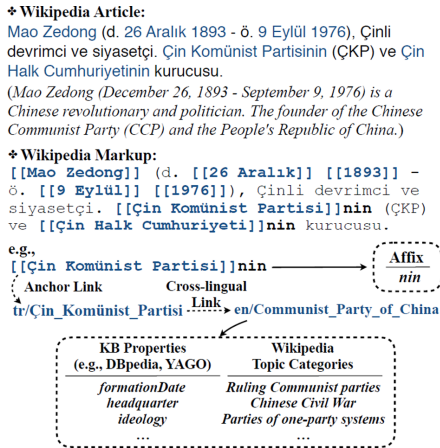 ❖ Wikipedia Article:
Mao Zedong (d. 26 Aralık 1893 - ö. 9 Eylül 1976), Çinli
devrimci ve siyasetçi. Çin Komünist Partisinin (ÇKP) ve Çin
Halk Cumhuriyetinin kurucusu.
(Mao Zedong (December 26, 1893 - September 9, 1976) is a
Chinese revolutionary and politician. The founder of the Chinese
Communist Party (CCP) and the People's Republic of China.)
❖ Wikipedia Markup:
[[Mao Zedong]] (d. [[26 Aralık]] [[1893]] -
ö. [[9 Eylül]] [[1976]]), Çinli devrimci ve
siyasetçi. [[Çin Komünist Partisi]]nin (ÇKP)
ve [[Çin Halk Cumhuriyeti]]nin kurucusu.
e.g.,
[[Çin Komünist Partisi]]nin
Affix
nin
Anchor Link
Cross-lingual
Link
tr/Çin_Komünist_Partisi
en/Communist_Party_of_China
KB Properties
(e.g., DBpedia, YAGO)
formationDate
headquarter
ideology
...
Wikipedia
Topic Categories
Ruling Communist parties
Chinese Civil War
Parties of one-party systems
...